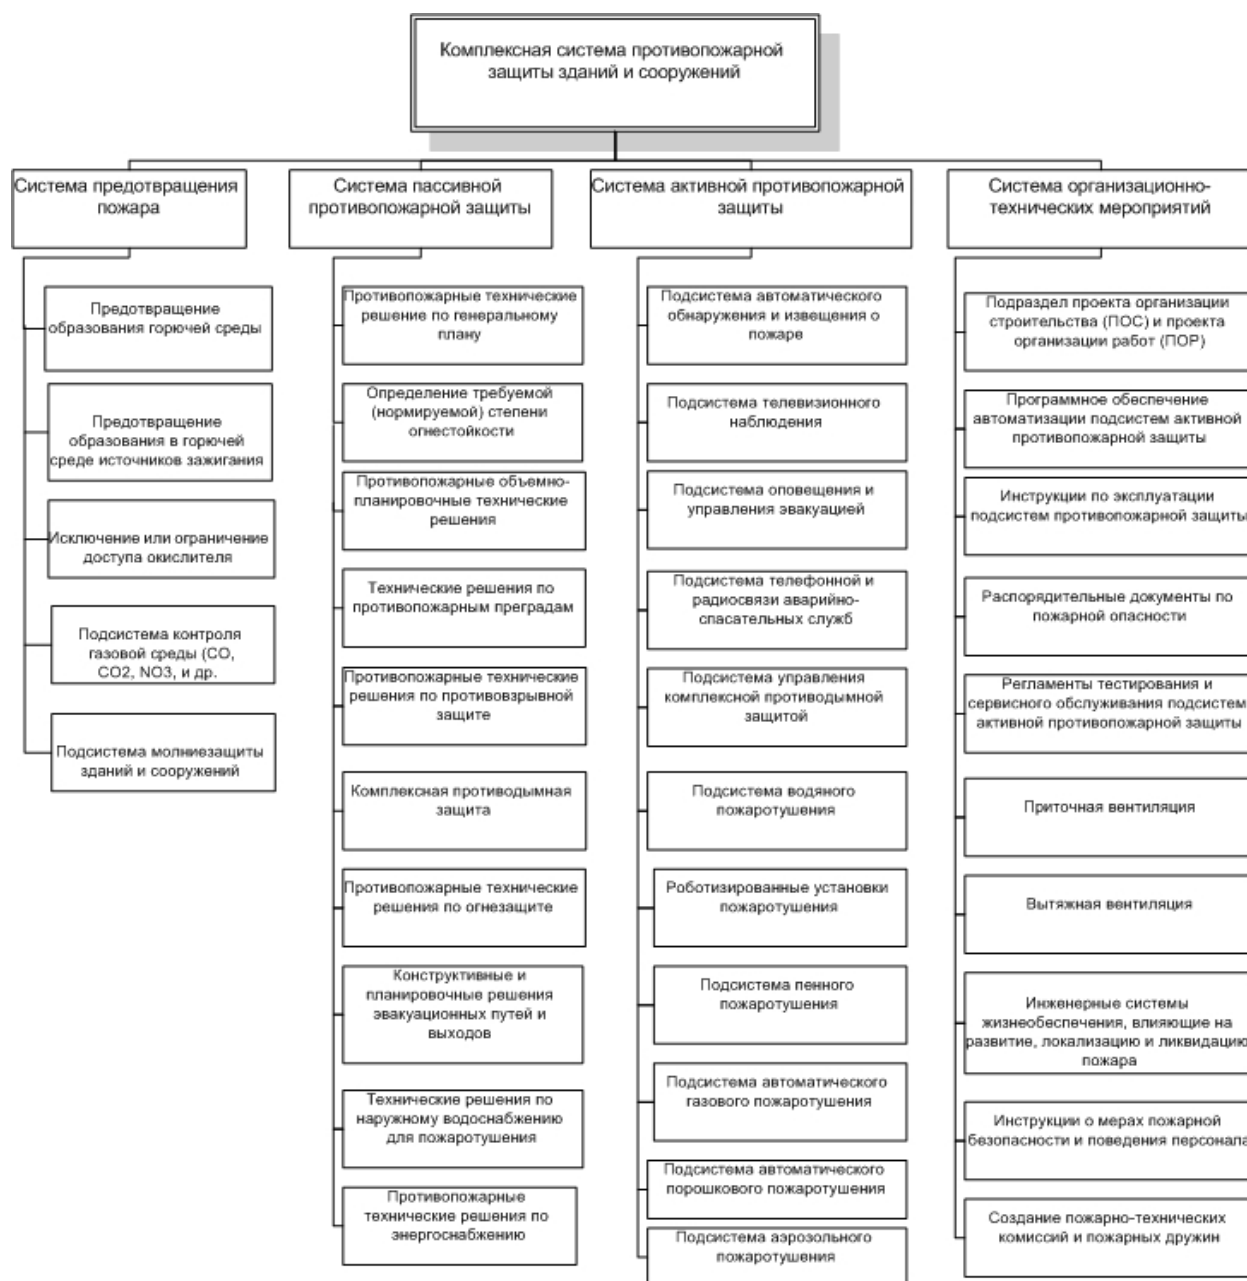 Комплексная система противопожарной
защиты зданий и сооружений
Система предотвращения
пожара
Предотвращение
образования горючей среды
Предотвращение
образования в горючей
среде источников зажигания
Исключение или ограничение
доступа окислителя
Подсистема контроля
газовой среды (СО,
СО2, NO3, и др.
Подсистема молниезащиты
зданий и сооружений
Система пассивной
противопожарной защиты
Противопожарные технические
решение по генеральному
плану
Определение требуемой
(нормируемой) степени
огнестойкости
Противопожарные объемно-
планировочные технические
решения
Технические решения по
противопожарным преградам
Противопожарные технические
решения по противовзрывной
защите
Комплексная противодымная
защита
Противопожарные технические
решения по огнезащите
Конструктивные и
планировочные решения
эвакуационных путей и
выходов
Технические решения по
наружному водоснабжению
для пожаротушения
Противопожарные
технические решения по
энергоснабжению
Система активной противопожарной
защиты
Подсистема автоматического
обнаружения и извещения о
пожаре
Подсистема телевизионного
наблюдения
Подсистема оповещения и
управления эвакуацией
Подсистема телефонной и
радиосвязи аварийно-
спасательных служб
Подсистема управления
комплексной противодымной
защитой
Подсистема водяного
пожаротушения
Роботизированные установки
пожаротушения
Подсистема пенного
пожаротушения
Подсистема автоматического
газового пожаротушения
Подсистема автоматического
порошкового пожаротушения
Подсистема аэрозольного
пожаротушения
Система организационно-
технических мероприятий
Подраздел проекта организации
строительства (ПОС) и проекта
организации работ (ПОР)
Программное обеспечение
автоматизации подсистем активной
противопожарной защиты
Инструкции по эксплуатации
подсистем противопожарной защиты
Распорядительные документы по
пожарной опасности
Регламенты тестирования и
сервисного обслуживания подсистем
активной противопожарной защиты
Приточная вентиляция
Вытяжная вентиляция
Инженерные системы
жизнеобеспечения, влияющие на
развитие, локализацию и ликвидацию
пожара
Инструкции о мерах пожарной
безопасности и поведения персонала
Создание пожарно-технических
комиссий и пожарных дружин